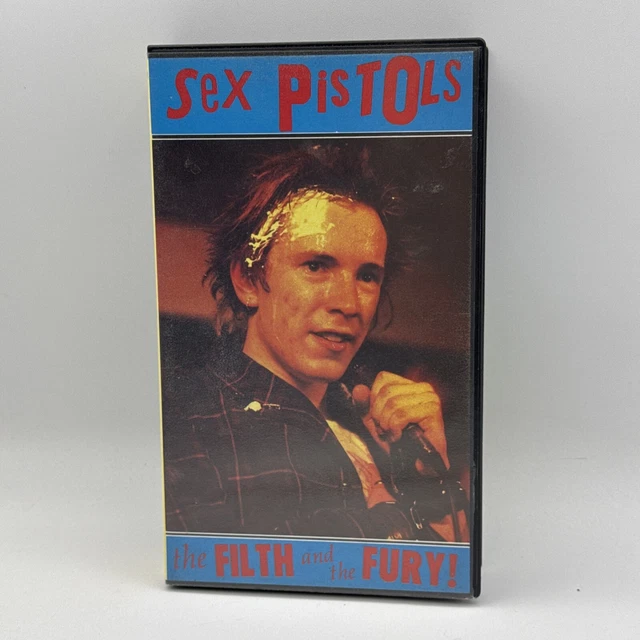 SeX PisTOLs
the FILTH and the FURY!